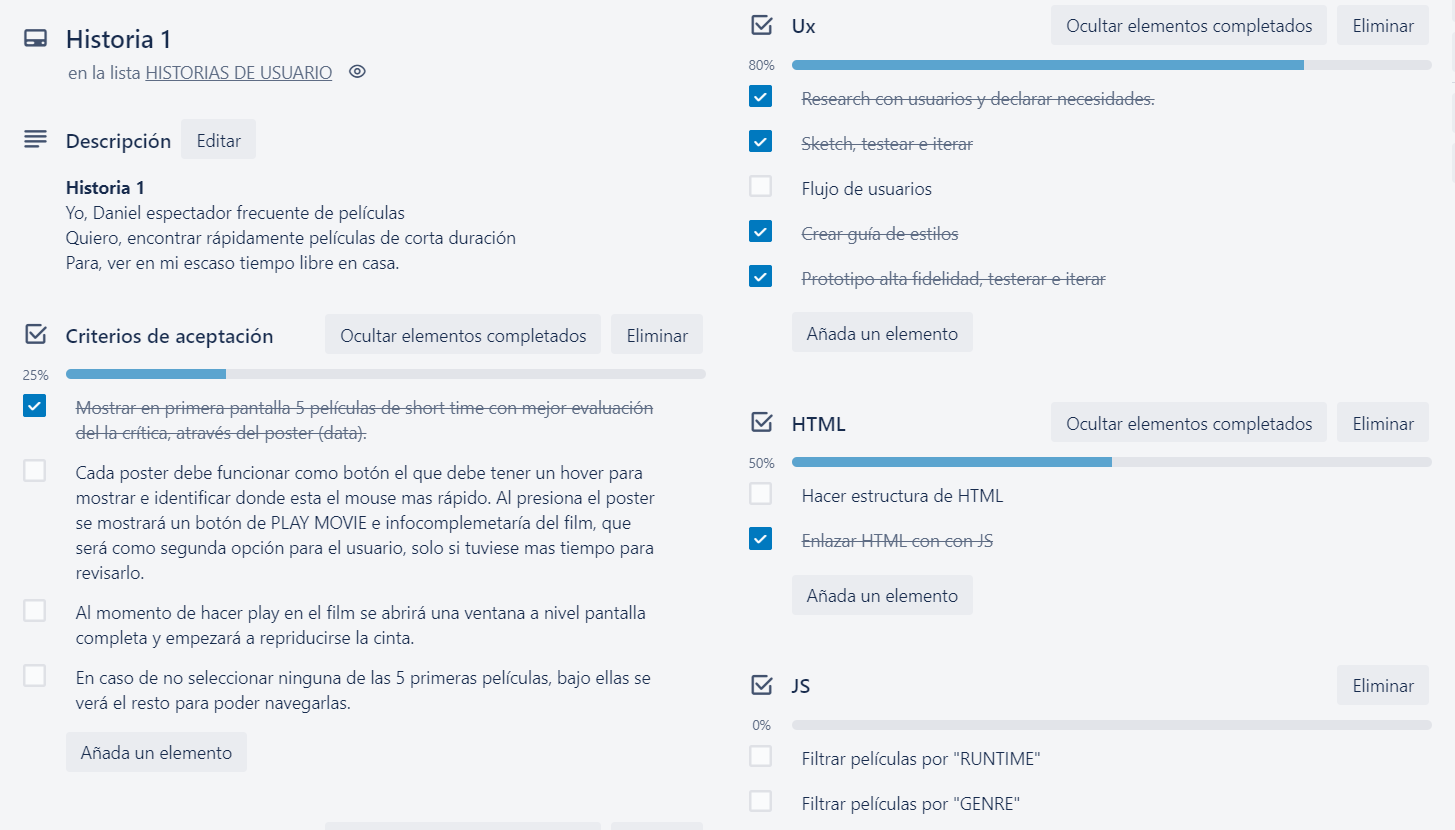 Historia 1
en la lista HISTORIAS DE USUARIO
Descripción
Editar
Historia 1
Yo, Daniel espectador frecuente de películas
Quiero, encontrar rápidamente películas de corta duración
Para, ver en mi escaso tiempo libre en casa.
Criterios de aceptación
Ocultar elementos completados
Eliminar
25%
Mostrar en primera pantalla 5 películas de short time con mejor evaluación
del la crítica, através del poster (data).
Cada poster debe funcionar como botón el que debe tener un hover para
mostrar e identificar donde esta el mouse mas rápido. Al presiona el poster
se mostrará un botón de PLAY MOVIE e infocomplemetaría del film, que
será como segunda opción para el usuario, solo si tuviese mas tiempo para
revisarlo.
Al momento de hacer play en el film se abrirá una ventana a nivel pantalla
completa y empezará a repriducirse la cinta.
En caso de no seleccionar ninguna de las 5 primeras películas, bajo ellas se
verá el resto para poder navegarlas.
Añada un elemento
Ux
Ocultar elementos completados
Eliminar
80%
Research con usuarios y declarar necesidades.
Sketch, testear e iterar
Flujo de usuarios
Crear guía de estilos
Prototipo alta fidelidad, testerar e iterar
Añada un elemento
HTML
Ocultar elementos completados
Eliminar
50%
Hacer estructura de HTML
Enlazar HTML con con JS
Añada un elemento
JS
Eliminar
0%
Filtrar películas por "RUNTIME"
Filtrar películas por "GENRE"